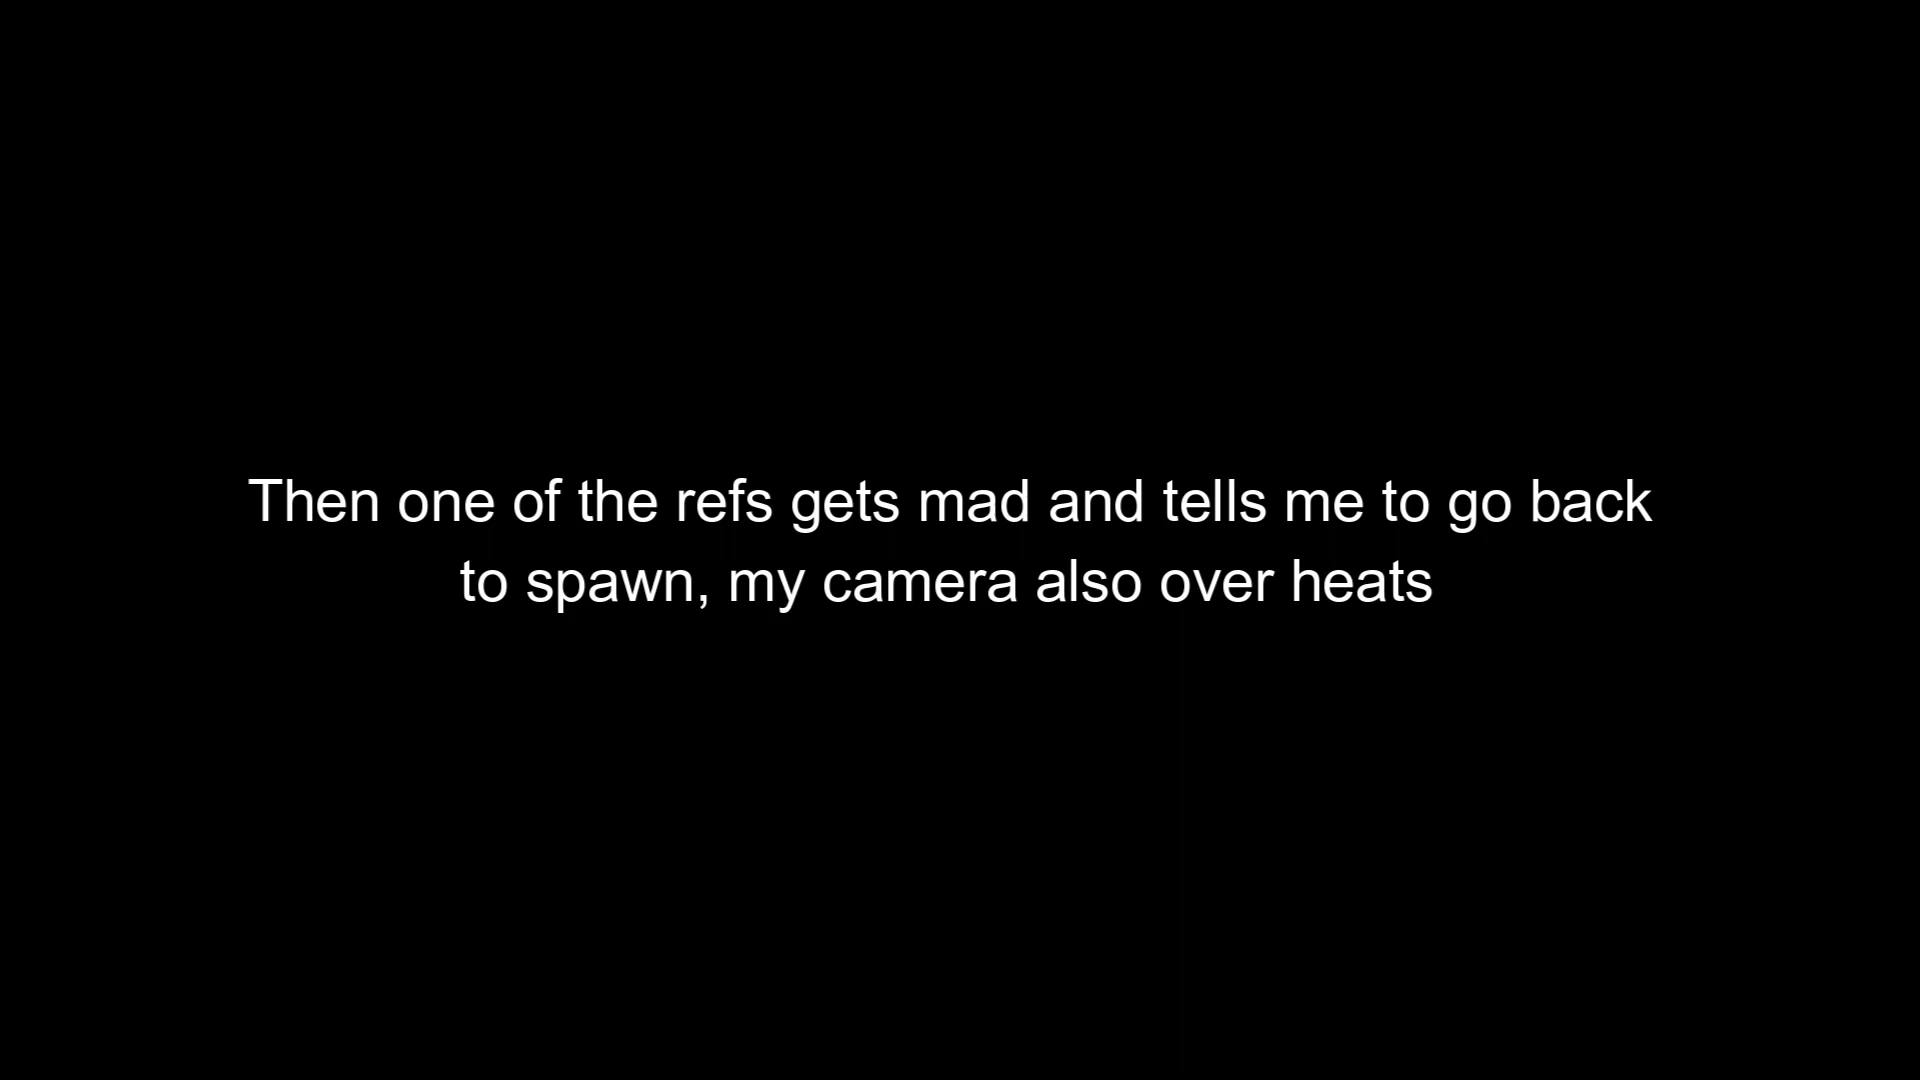 Then one of the refs gets mad and tells me to go back
to spawn, my camera also over heats